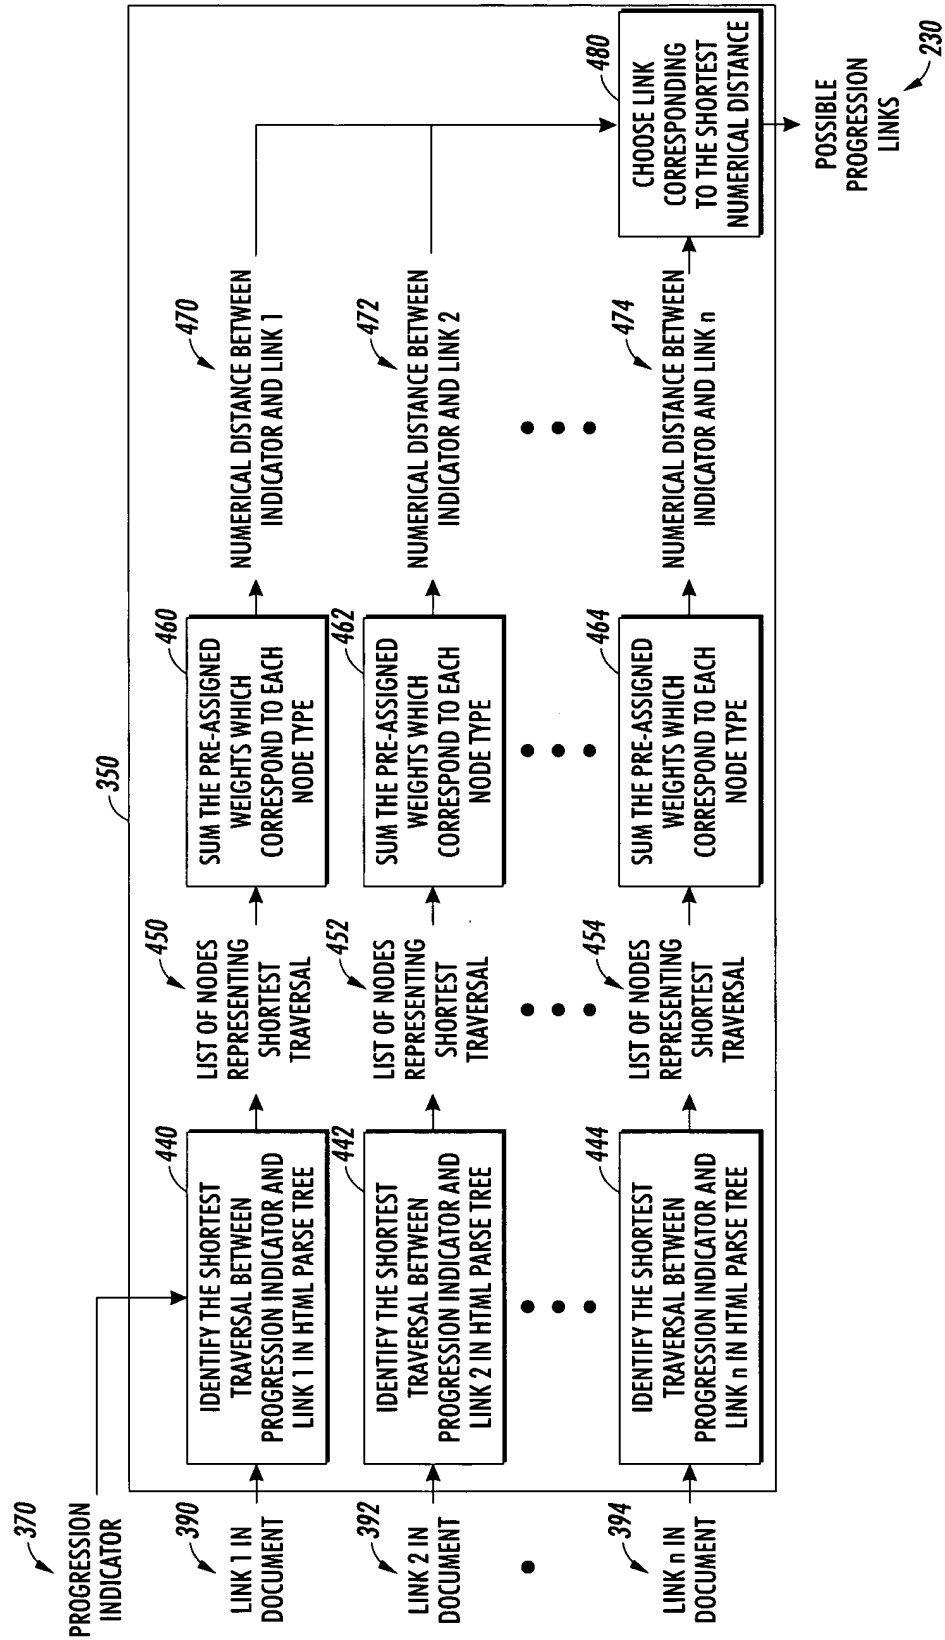 370
PROGRESSION
INDICATOR
350
390
LINK 1 IN
DOCUMENT
440
IDENTIFY THE SHORTEST
TRAVERSAL BETWEEN
PROGRESSION INDICATOR AND
LINK 1 IN HTML PARSE TREE
450
LIST OF NODES
REPRESENTING
SHORTEST
TRAVERSAL
460
SUM THE PRE-ASSIGNED
WEIGHTS WHICH
CORRESPOND TO EACH
NODE TYPE
470
NUMERICAL DISTANCE BETWEEN
INDICATOR AND LINK 1
392
LINK 2 IN
DOCUMENT
442
IDENTIFY THE SHORTEST
TRAVERSAL BETWEEN
PROGRESSION INDICATOR AND
LINK 2 IN HTML PARSE TREE
452
LIST OF NODES
REPRESENTING
SHORTEST
TRAVERSAL
462
SUM THE PRE-ASSIGNED
WEIGHTS WHICH
CORRESPOND TO EACH
NODE TYPE
472
NUMERICAL DISTANCE BETWEEN
INDICATOR AND LINK 2
394
LINK n IN
DOCUMENT
444
IDENTIFY THE SHORTEST
TRAVERSAL BETWEEN
PROGRESSION INDICATOR AND
LINK n IN HTML PARSE TREE
454
LIST OF NODES
REPRESENTING
SHORTEST
TRAVERSAL
464
SUM THE PRE-ASSIGNED
WEIGHTS WHICH
CORRESPOND TO EACH
NODE TYPE
474
NUMERICAL DISTANCE BETWEEN
INDICATOR AND LINK n
480
CHOOSE LINK
CORRESPONDING
TO THE SHORTEST
NUMERICAL DISTANCE
POSSIBLE
PROGRESSION
LINKS
230